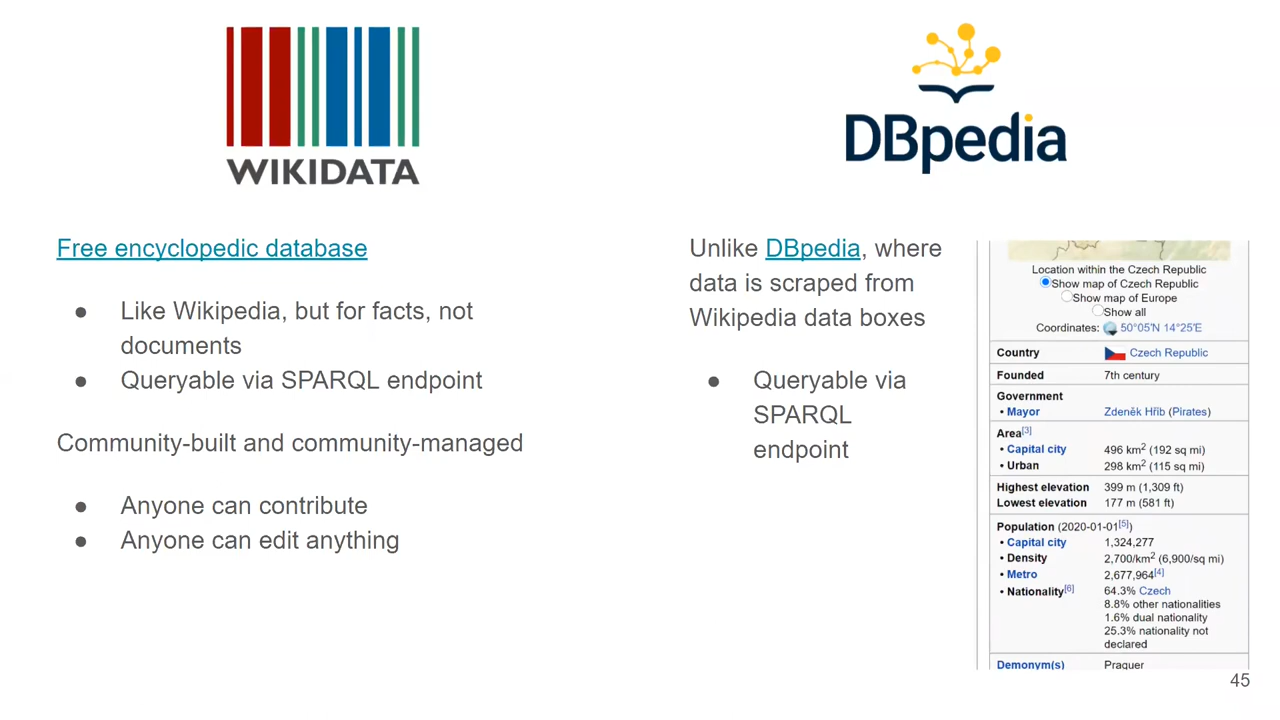 WIKIDATA
DBpedia
Free encyclopedic database
● Like Wikipedia, but for facts, not
documents
● Queryable via SPARQL endpoint
Community-built and community-managed
● Anyone can contribute
● Anyone can edit anything
Unlike DBpedia, where
data is scraped from
Wikipedia data boxes
● Queryable via
SPARQL
endpoint
Location within the Czech Republic
Show map of Czech Republic
Show map of Europe
Show all
Coordinates: 50°05′N 14°25′E
Country Czech Republic
Founded 7th century
Government
• Mayor Zdeněk Hřib (Pirates)
Area[3]
• Capital city 496 km2 (192 sq mi)
• Urban 298 km2 (115 sq mi)
Highest elevation 399 m (1,309 ft)
Lowest elevation 177 m (581 ft)
Population (2020-01-01[5])
• Capital city 1,324,277
• Density 2,700/km2 (6,900/sq mi)
• Metro 2,677,964[4]
• Nationality[6] 64.3% Czech
8.8% other nationalities
1.6% dual nationality
25.3% nationality not
declared
Demonym(s) Praguer
45